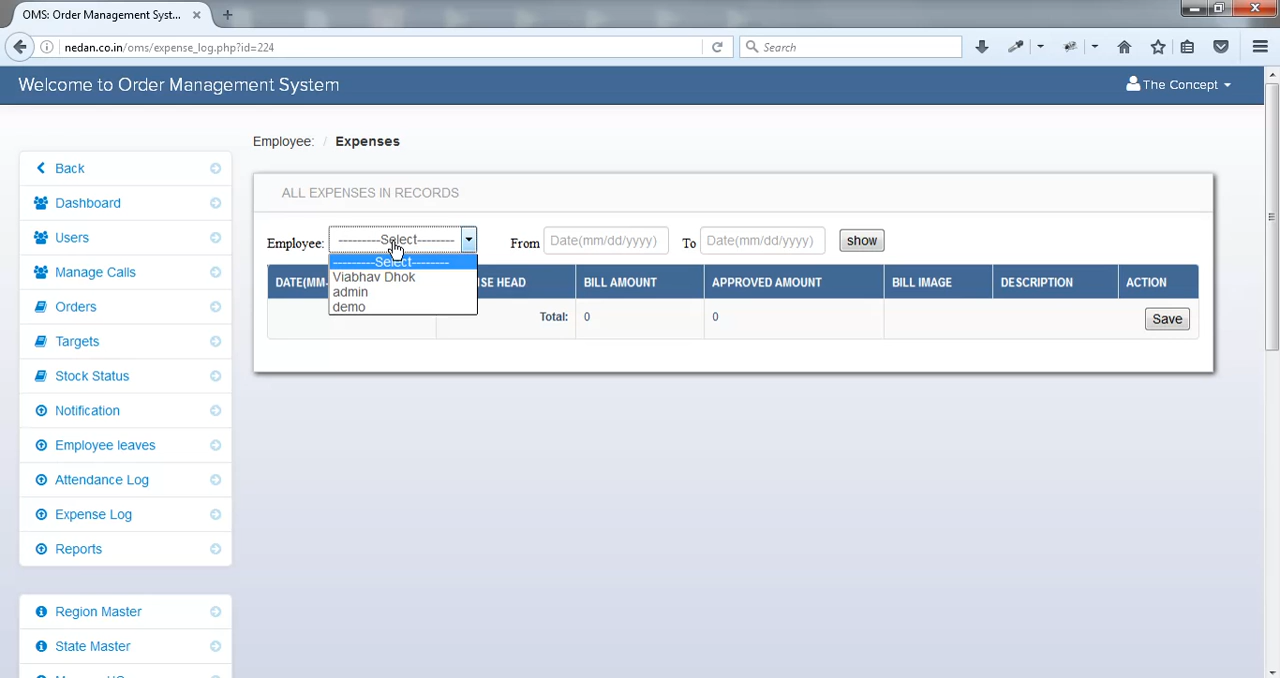 OMS: Order Management Syst...
nedan.co.in/oms/expense_log.php?id=224
Search
Welcome to Order Management System
The Concept
Back
Dashboard
Users
Manage Calls
Orders
Targets
Stock Status
Notification
Employee leaves
Attendance Log
Expense Log
Reports
Region Master
State Master
Employee: / Expenses
ALL EXPENSES IN RECORDS
Employee: ---------Select-------- From Date(mm/dd/yyyy) To Date(mm/dd/yyyy) show
---------Select--------
Viabhav Dhok
admin
demo
DATE(MM- SE HEAD BILL AMOUNT APPROVED AMOUNT BILL IMAGE DESCRIPTION ACTION
Total: 0 0 Save